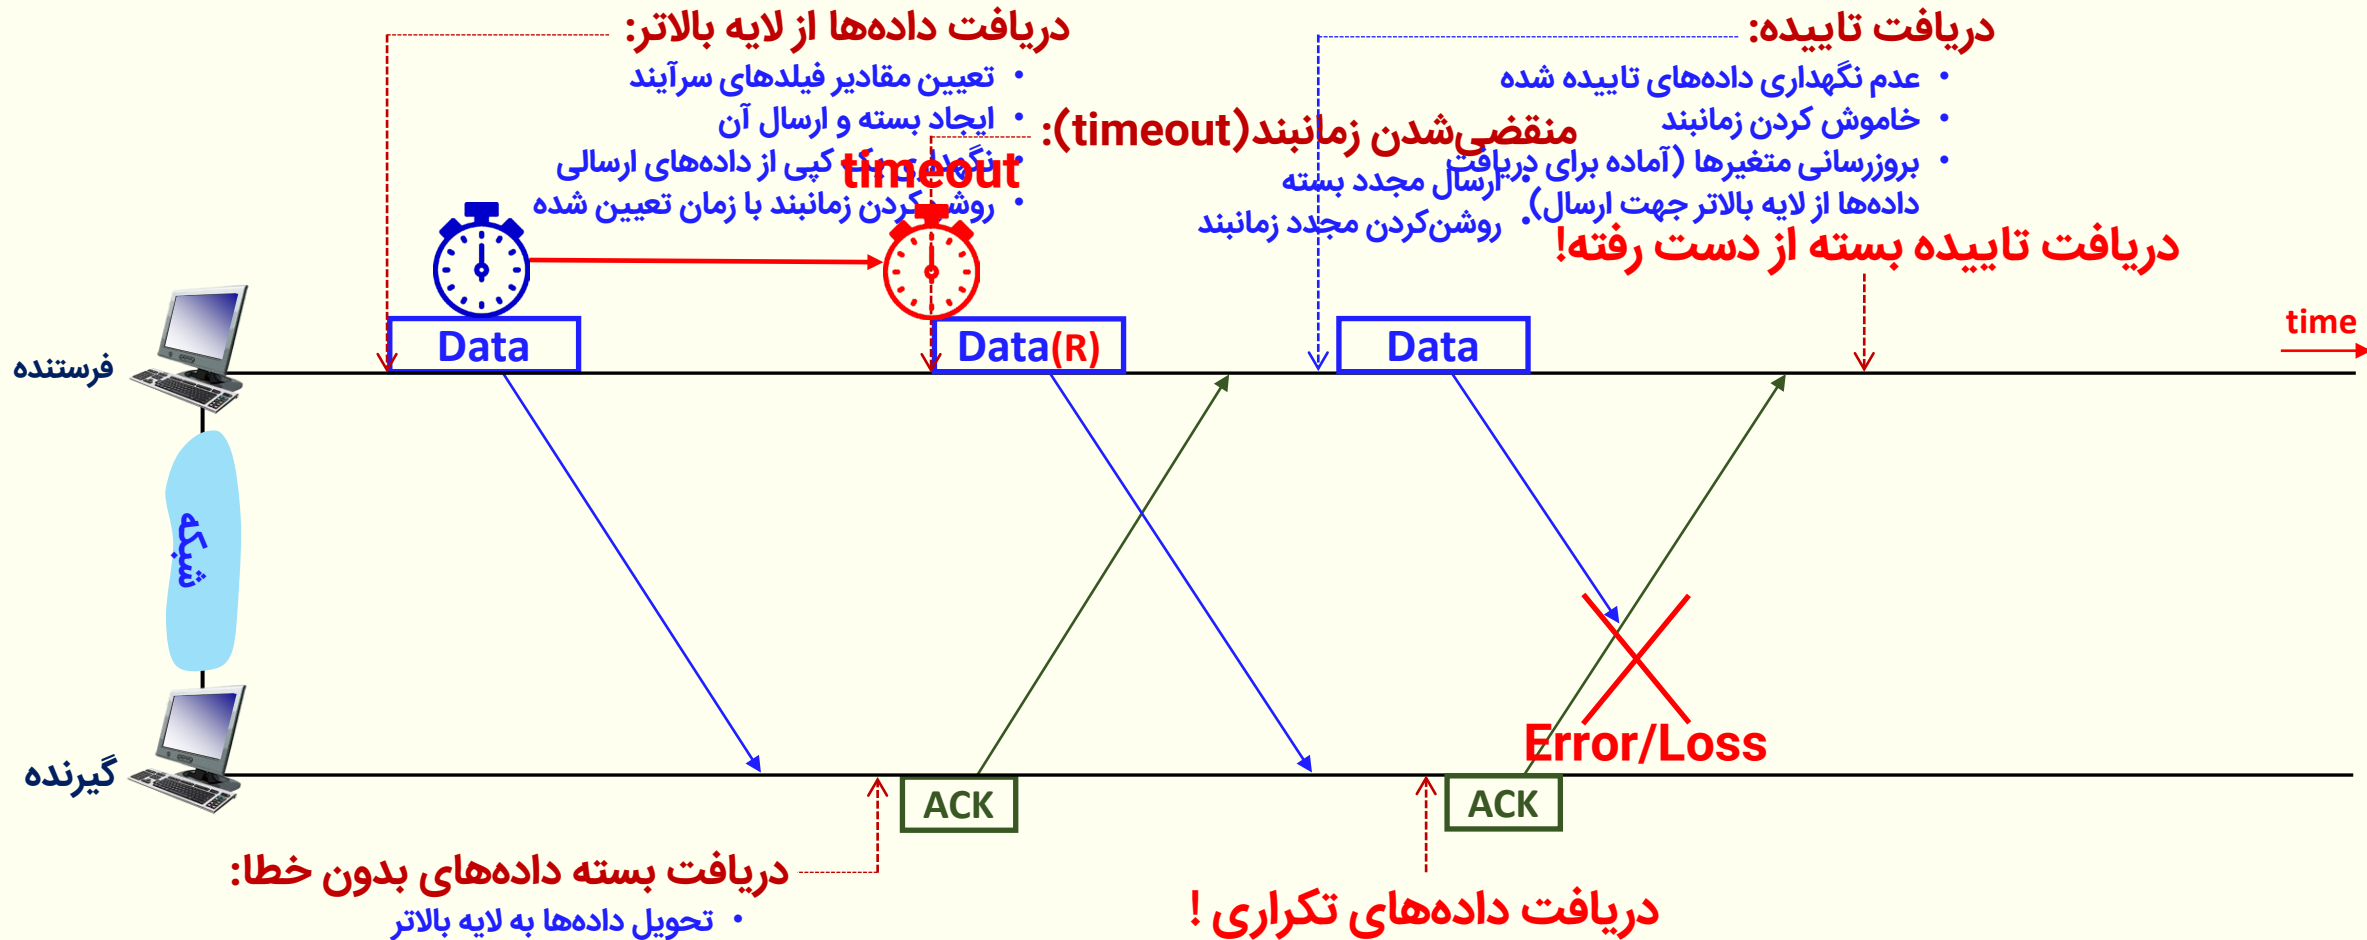 دریافت داده‌ها از لایه بالاتر:
• تعیین مقادیر فیلدهای سرآیند
• ایجاد بسته و ارسال آن
• نگهداری یک کپی از داده‌های ارسالی
• روشن‌کردن زمانبند با زمان تعیین شده
منقضی‌شدن زمانبند(timeout):
• ارسال مجدد بسته
• روشن‌کردن مجدد زمانبند
timeout
دریافت تاییده:
• عدم نگهداری داده‌های تاییده شده
• خاموش کردن زمانبند
• بروزرسانی متغیرها (آماده برای دریافت
داده‌ها از لایه بالاتر جهت ارسال)
دریافت تاییده بسته از دست رفته!
time
فرستنده
Data
Data(R)
Data
شبکه
Error/Loss
گیرنده
ACK
ACK
دریافت بسته داده‌های بدون خطا:
• تحویل داده‌ها به لایه بالاتر
دریافت داده‌های تکراری !